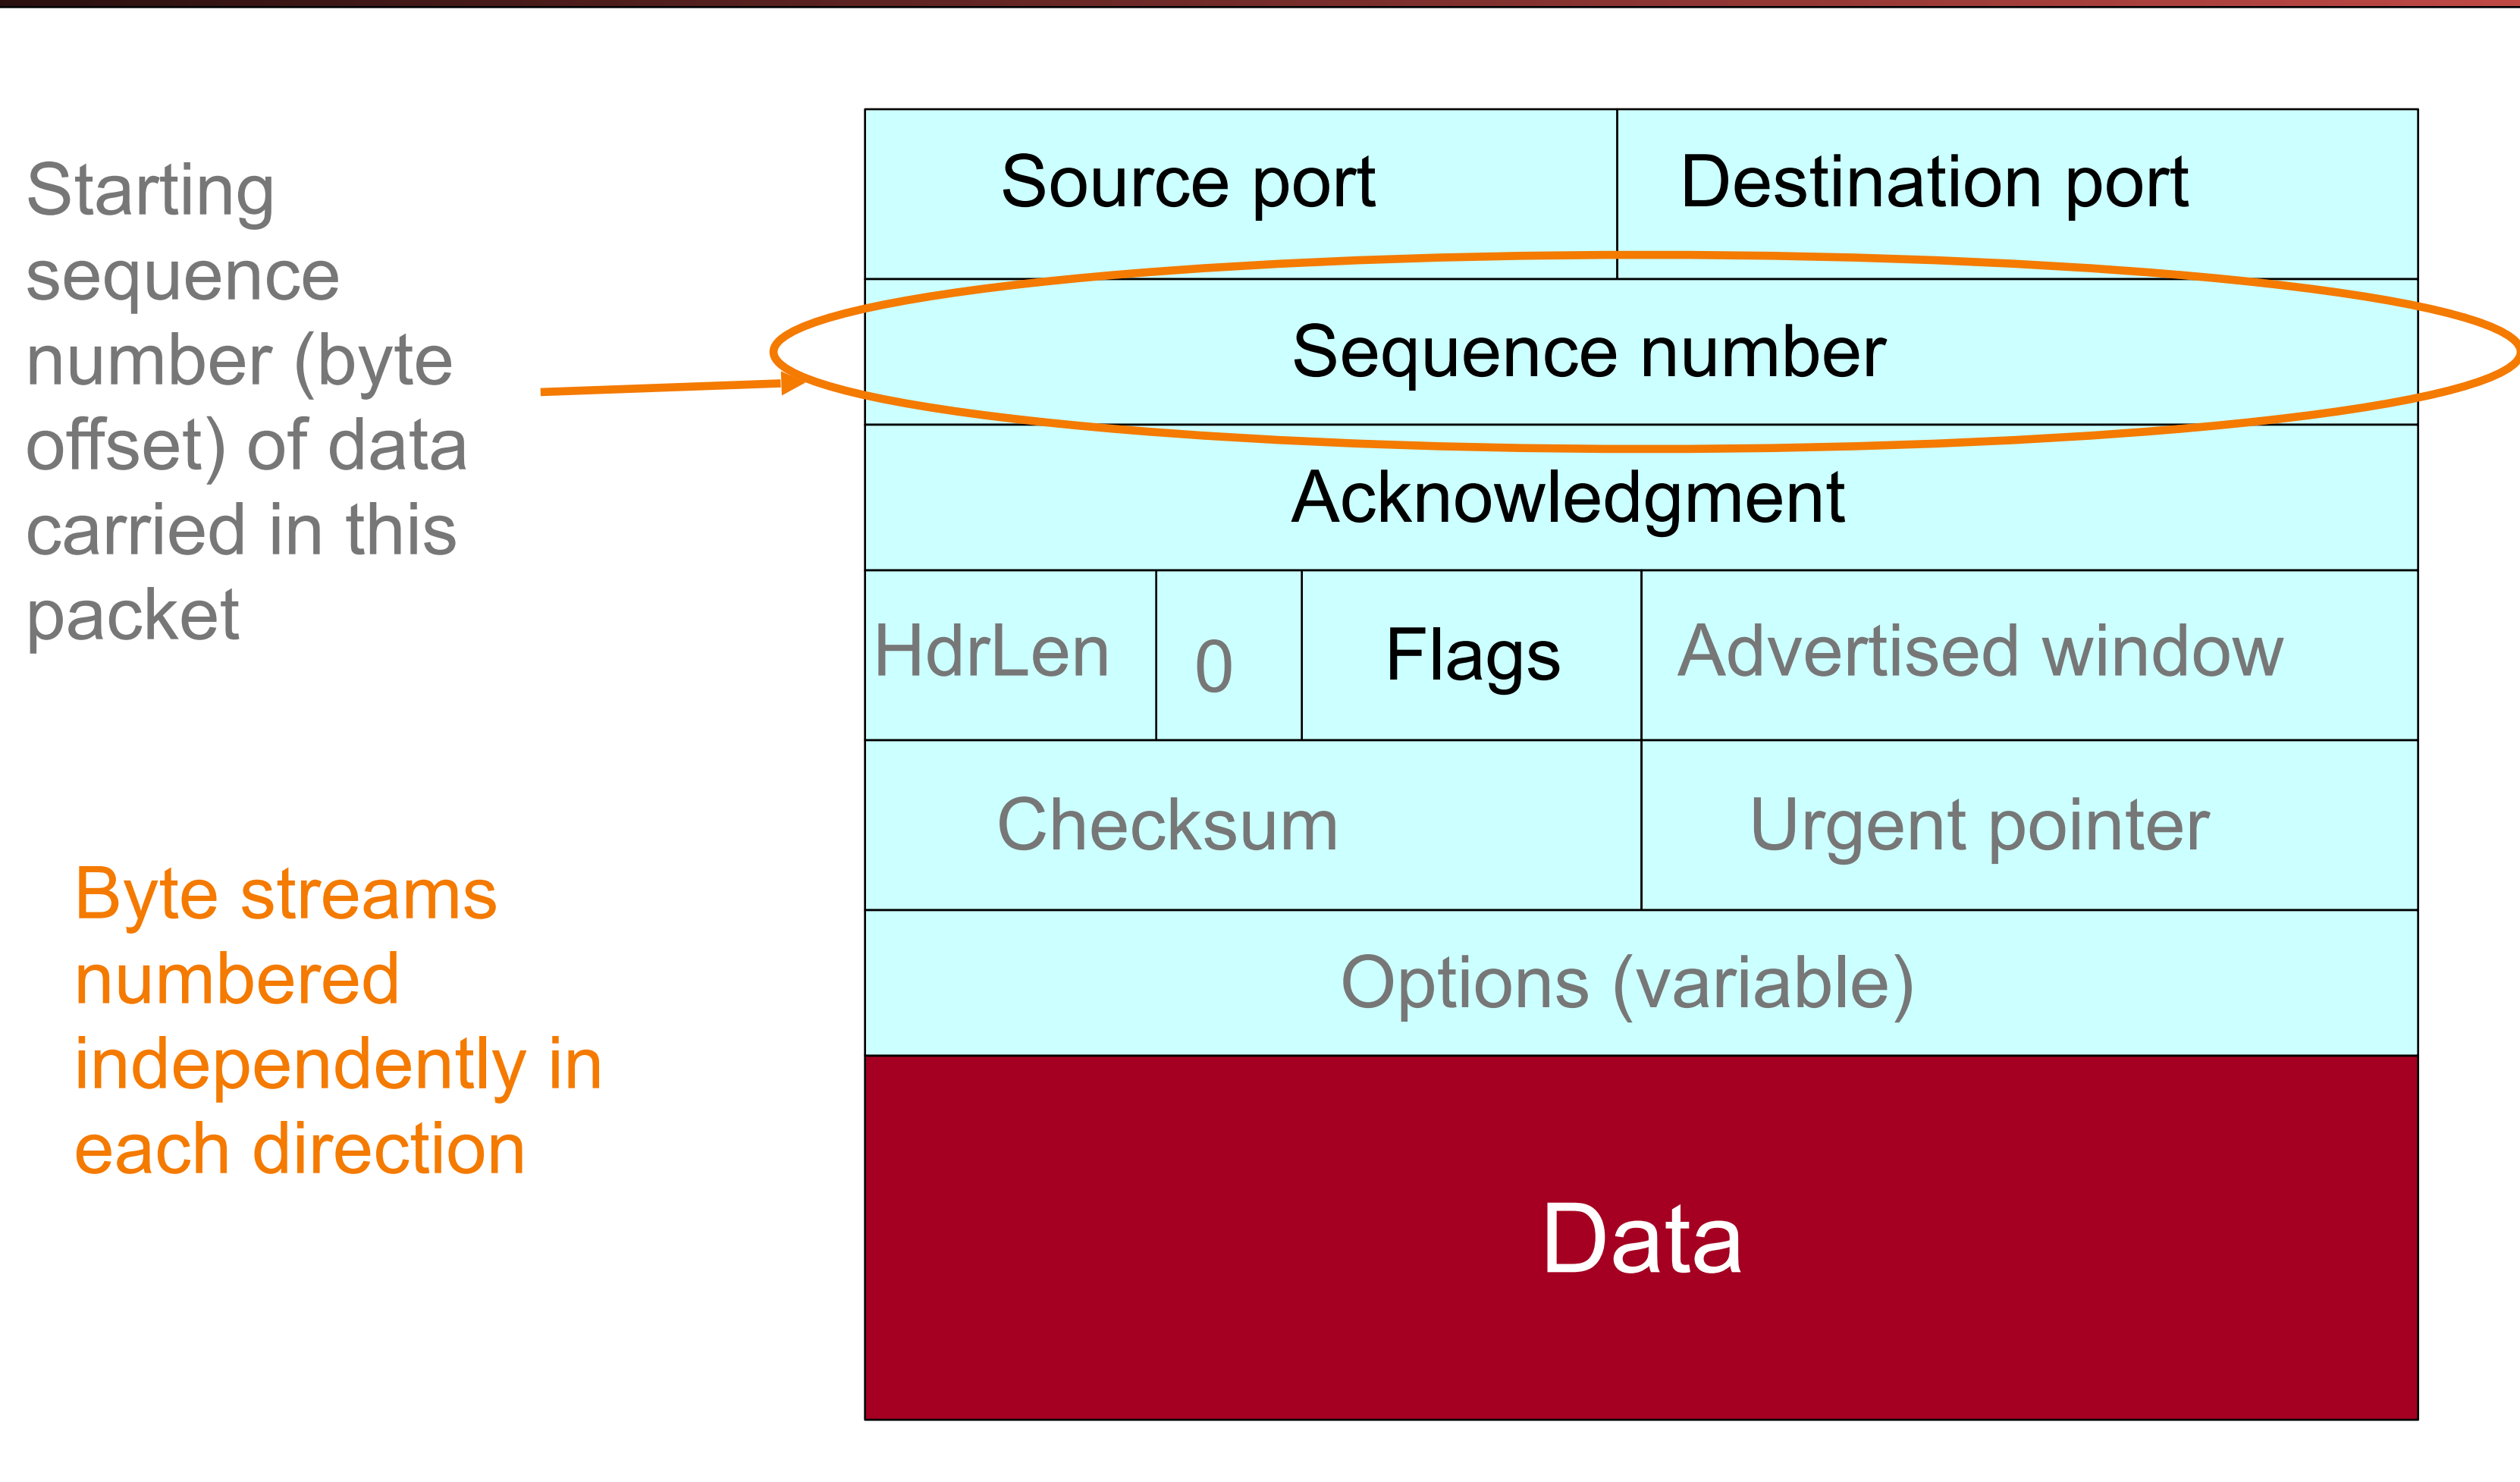 Starting
sequence
number (byte
offset) of data
carried in this
packet
Byte streams
numbered
independently in
each direction
Source port Destination port
Sequence number
Acknowledgment
HdrLen 0 Flags Advertised window
Checksum Urgent pointer
Options (variable)
Data